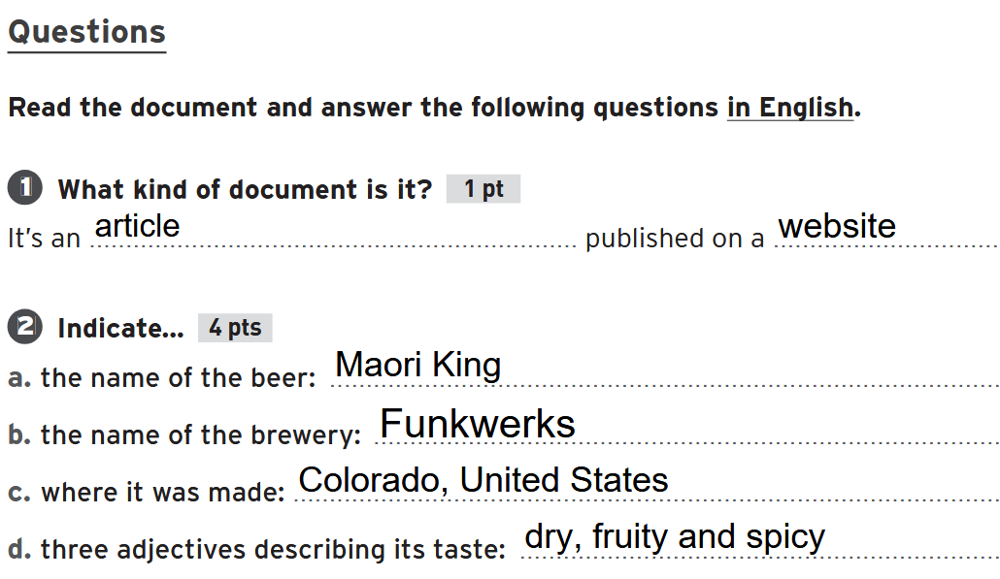 Questions
Read the document and answer the following questions in English.
1 What kind of document is it? 1 pt
It's an article published on a website
2 Indicate... 4 pts
a. the name of the beer: Maori King
b. the name of the brewery: Funkwerks
c. where it was made: Colorado, United States
d. three adjectives describing its taste: dry, fruity and spicy